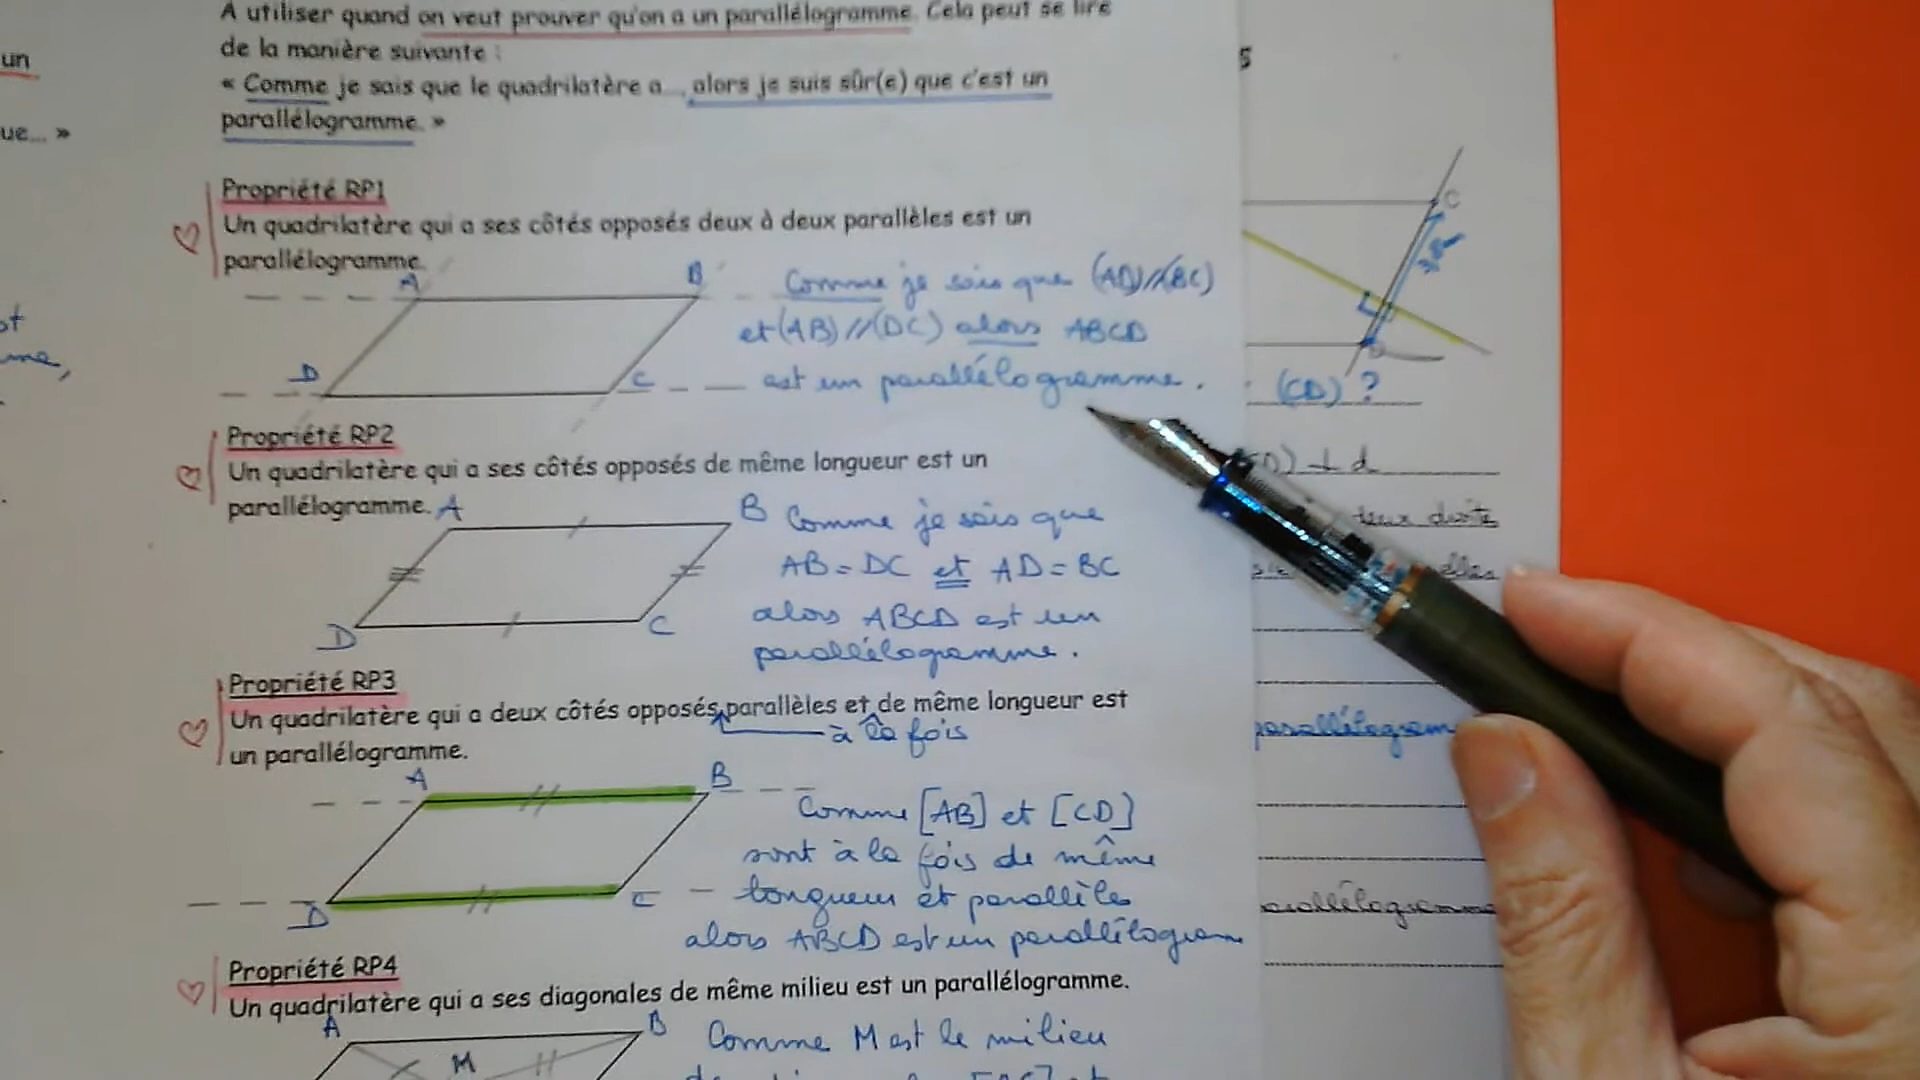 un
ue... »
A utiliser quand on veut prouver qu'on a un parallélogramme. Cela peut se lire
de la manière suivante :
« Comme je sais que le quadrilatère a..., alors je suis sûr(e) que c'est un
parallélogramme. »
Propriété RP1
Un quadrilatère qui a ses côtés opposés deux à deux parallèles est un
parallélogramme.
A B
D C
Comme je sais que (AD)//(BC)
et (AB)//(DC) alors ABCD
est un parallélogramme.
Propriété RP2
Un quadrilatère qui a ses côtés opposés de même longueur est un
parallélogramme.
A B
D C
Comme je sais que
AB = DC et AD = BC
alors ABCD est un
parallélogramme.
Propriété RP3
Un quadrilatère qui a deux côtés opposés parallèles et de même longueur est
à la fois
un parallélogramme.
A B
D C
Comme [AB] et [CD]
sont à la fois de même
longueur et parallèles
alors ABCD est un parallélogramme
Propriété RP4
Un quadrilatère qui a ses diagonales de même milieu est un parallélogramme.
A B
M
Comme M est le milieu
5
C
(CD) ?
D) ⊥ d
deux droites
parallélogram
parallélogramme